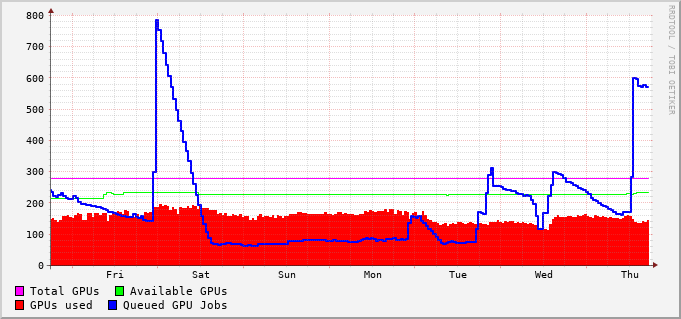 800
700
600
500
400
300
200
100
0
Fri Sat Sun Mon Tue Wed Thu
Total GPUs Available GPUs
GPUs used Queued GPU Jobs
RRDTOOL / TOBI OETIKER